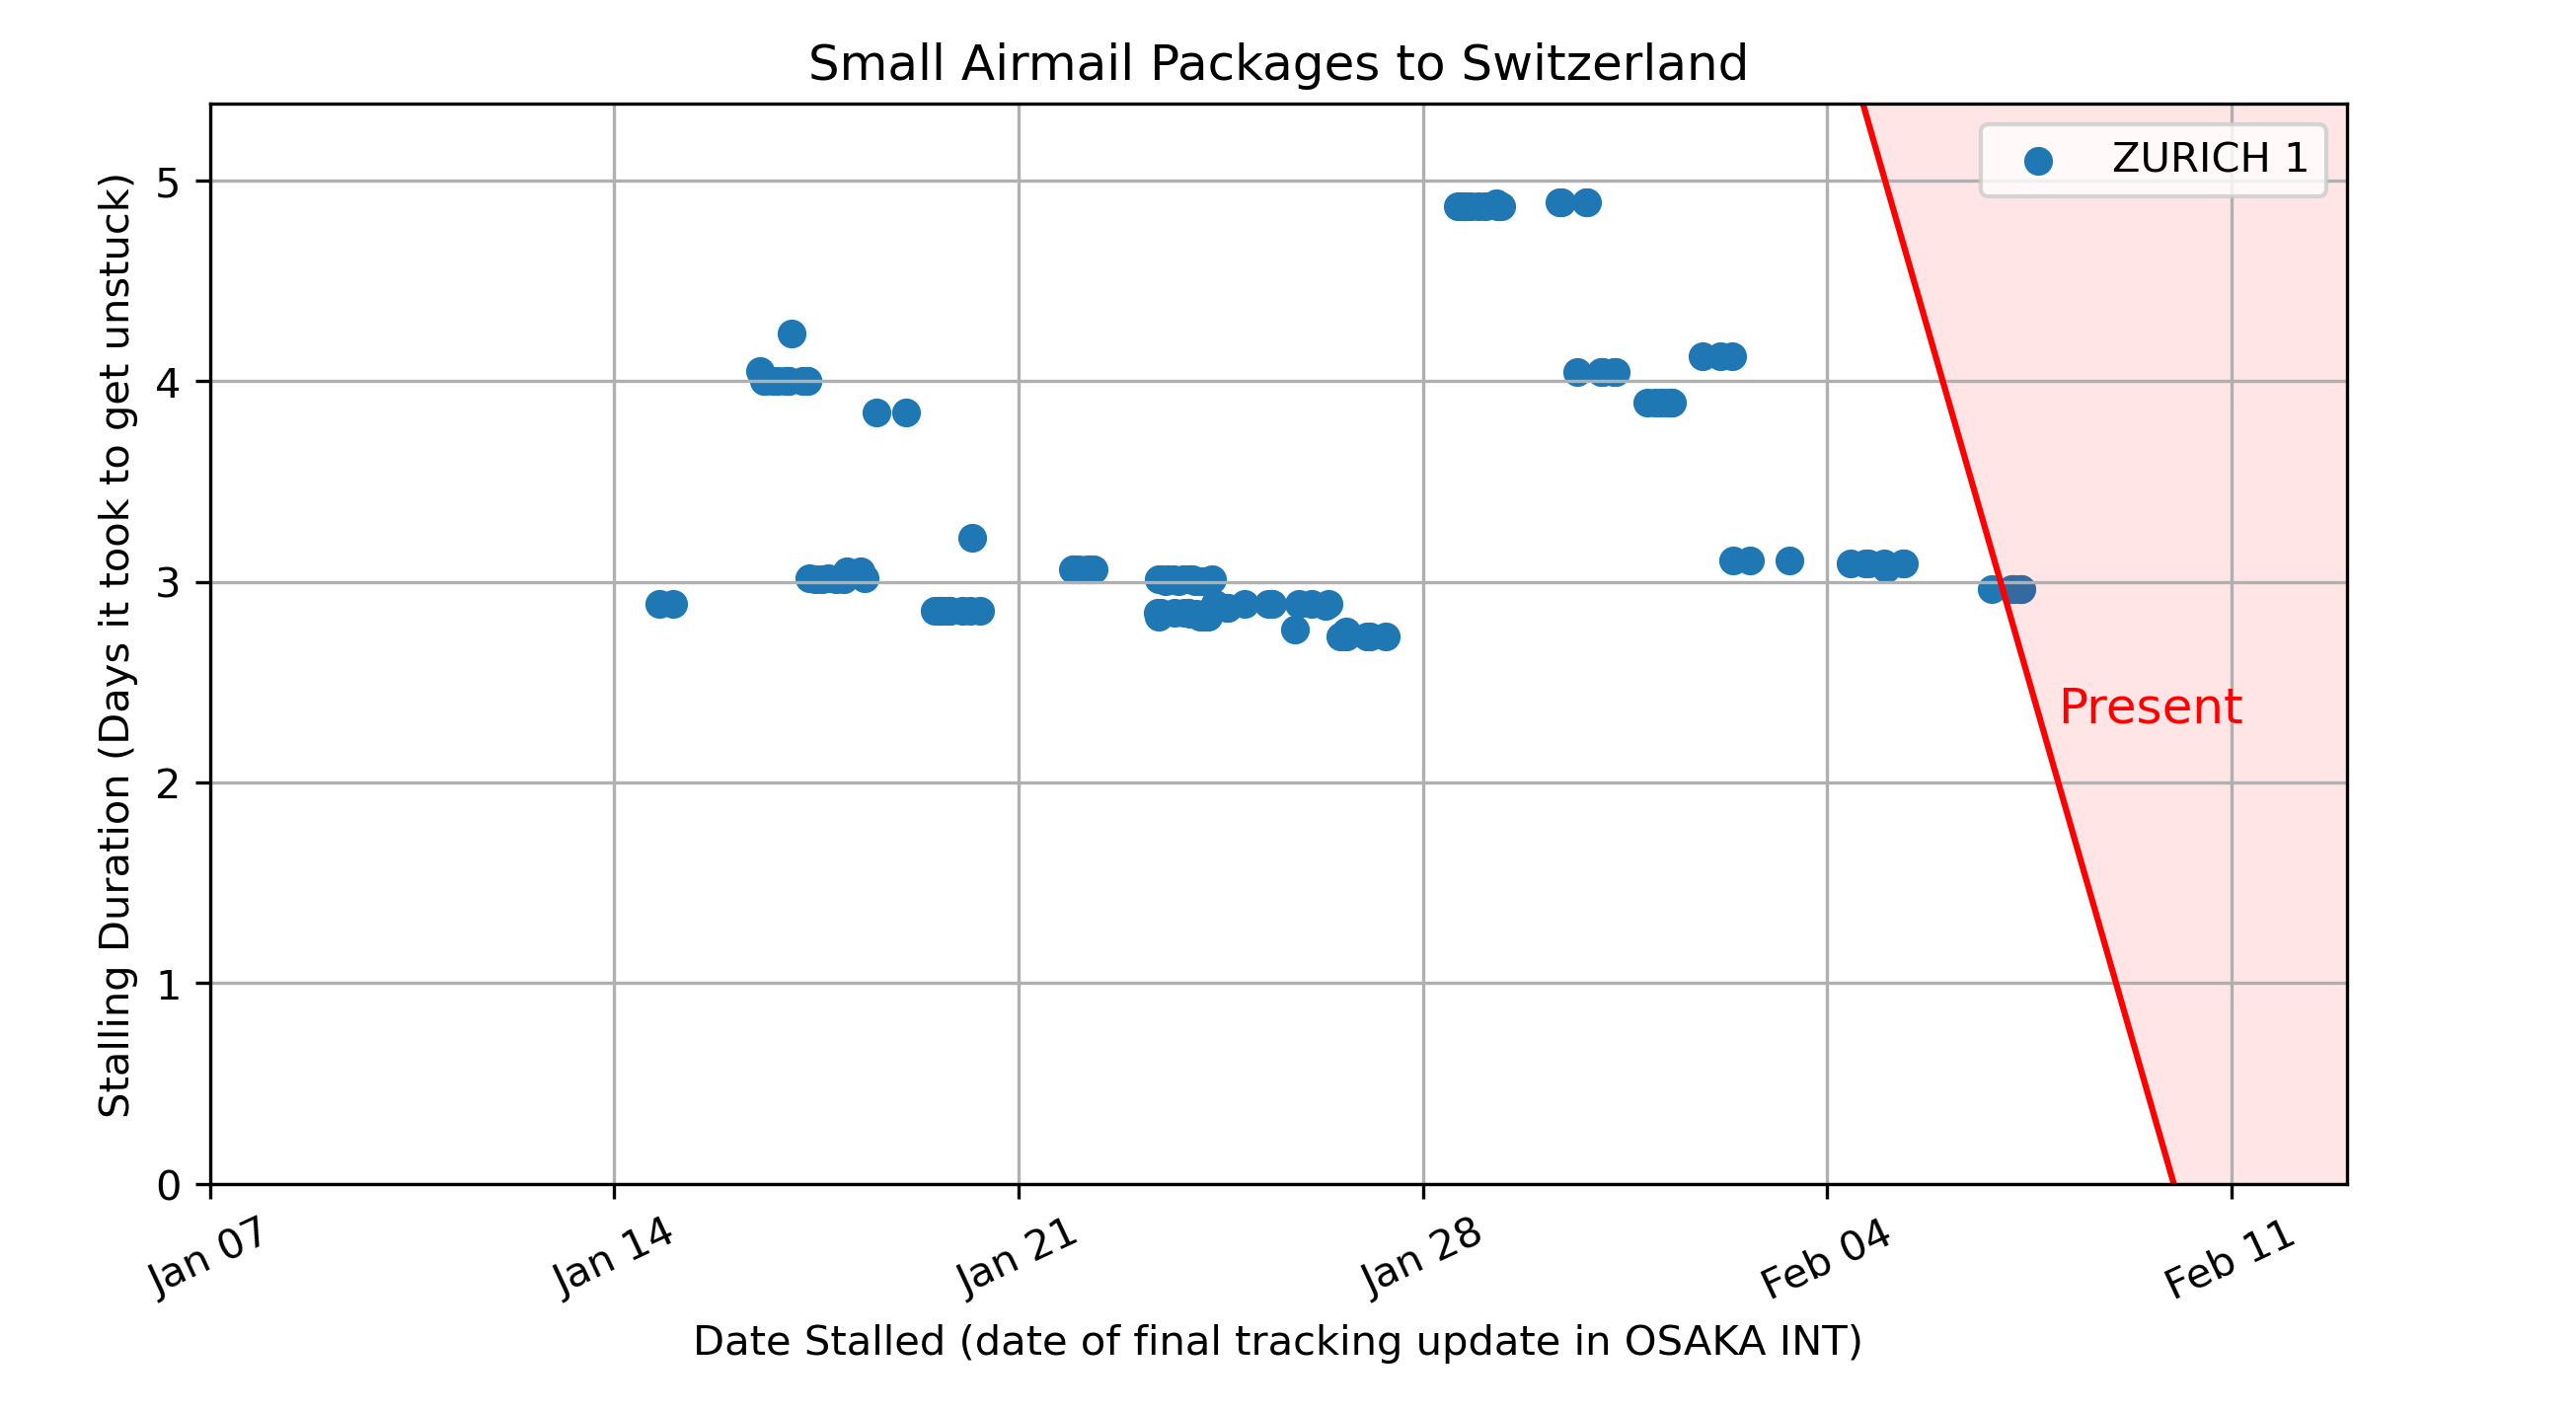 Small Airmail Packages to Switzerland
ZURICH 1
Stalling Duration (Days it took to get unstuck)
5
4
3
2
1
0
Present
Jan 07
Jan 14
Jan 21
Jan 28
Feb 04
Feb 11
Date Stalled (date of final tracking update in OSAKA INT)